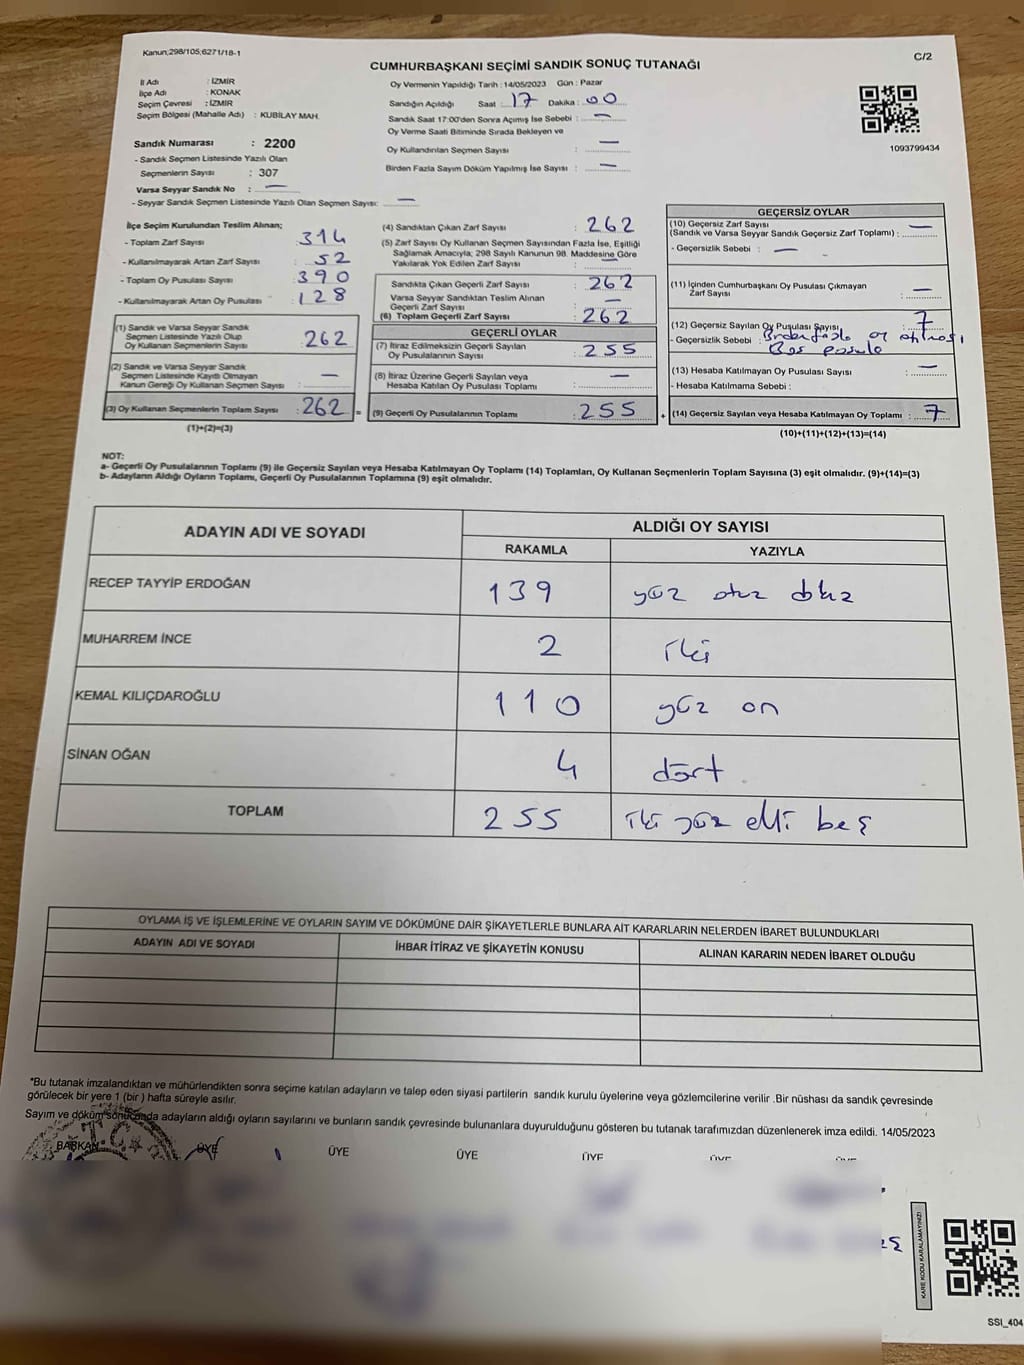 Kanun;298/105;6271/18-1
C/2
CUMHURBAŞKANI SEÇİMİ SANDIK SONUÇ TUTANAĞI
İl Adı : İZMİR
İlçe Adı : KONAK
Seçim Çevresi : İZMİR
Seçim Bölgesi (Mahalle Adı) : KUBİLAY MAH.
Sandık Numarası : 2200
- Sandık Seçmen Listesinde Yazılı Olan
Seçmenlerin Sayısı : 307
Varsa Seyyar Sandık No : —
- Seyyar Sandık Seçmen Listesinde Yazılı Olan Seçmen Sayısı: —
Oy Vermenin Yapıldığı Tarih : 14/05/2023 Gün : Pazar
Sandığın Açıldığı Saat : 17 Dakika : 00
Sandık Saat 17:00'den Sonra Açımış İse Sebebi : —
Oy Verme Saati Bitiminde Sırada Bekleyen ve
Oy Kullandırılan Seçmen Sayısı : —
Birden Fazla Sayım Döküm Yapılmış İse Sayısı : —
1093799434
İlçe Seçim Kurulundan Teslim Alınan;
- Toplam Zarf Sayısı : 314
- Kullanılmayarak Artan Zarf Sayısı : 52
- Toplam Oy Pusulası Sayısı : 390
- Kullanılmayarak Artan Oy Pusulası : 128
(1) Sandık ve Varsa Seyyar Sandık
Seçmen Listesinde Yazılı Olup
Oy Kullanan Seçmenlerin Sayısı : 262
(2) Sandık ve Varsa Seyyar Sandık
Seçmen Listesinde Kayıtlı Olmayan
Kanun Gereği Oy Kullanan Seçmen Sayısı : —
(3) Oy Kullanan Seçmenlerin Toplam Sayısı : 262 =
(1)+(2)=(3)
(4) Sandıktan Çıkan Zarf Sayısı : 262
(5) Zarf Sayısı Oy Kullanan Seçmen Sayısından Fazla İse, Eşitliği
Sağlamak Amacıyla; 298 Sayılı Kanunun 98. Maddesine Göre
Yakılarak Yok Edilen Zarf Sayısı : —
Sandıkta Çıkan Geçerli Zarf Sayısı : 262
Varsa Seyyar Sandıktan Teslim Alınan
Geçerli Zarf Sayısı : —
(6) Toplam Geçerli Zarf Sayısı : 262
GEÇERLİ OYLAR
(7) İtiraz Edilmeksizin Geçerli Sayılan
Oy Pusulalarının Sayısı : 255
(8) İtiraz Üzerine Geçerli Sayılan veya
Hesaba Katılan Oy Pusulası Toplamı : —
(9) Geçerli Oy Pusulalarının Toplamı : 255 +
GEÇERSİZ OYLAR
(10) Geçersiz Zarf Sayısı
(Sandık ve Varsa Seyyar Sandık Geçersiz Zarf Toplamı) : —
- Geçersizlik Sebebi : —
(11) İçinden Cumhurbaşkanı Oy Pusulası Çıkmayan
Zarf Sayısı : —
(12) Geçersiz Sayılan Oy Pusulası Sayısı : 7
- Geçersizlik Sebebi : Birden fazla oy atılması
Boş pusula
(13) Hesaba Katılmayan Oy Pusulası Sayısı : —
- Hesaba Katılmama Sebebi :
(14) Geçersiz Sayılan veya Hesaba Katılmayan Oy Toplamı : 7
(10)+(11)+(12)+(13)=(14)
NOT:
a- Geçerli Oy Pusulalarının Toplamı (9) ile Geçersiz Sayılan veya Hesaba Katılmayan Oy Toplamı (14) Toplamları, Oy Kullanan Seçmenlerin Toplam Sayısına (3) eşit olmalıdır. (9)+(14)=(3)
b- Adayların Aldığı Oyların Toplamı, Geçerli Oy Pusulalarının Toplamına (9) eşit olmalıdır.
ADAYIN ADI VE SOYADI
ALDIĞI OY SAYISI
RAKAMLA YAZIYLA
RECEP TAYYİP ERDOĞAN 139 yüz otuz dokuz
MUHARREM İNCE 2 iki
KEMAL KILIÇDAROĞLU 110 yüz on
SİNAN OĞAN 4 dört
TOPLAM 255 iki yüz elli beş
OYLAMA İŞ VE İŞLEMLERİNE VE OYLARIN SAYIM VE DÖKÜMÜNE DAİR ŞİKAYETLERLE BUNLARA AİT KARARLARIN NELERDEN İBARET BULUNDUKLARI
ADAYIN ADI VE SOYADI İHBAR İTİRAZ VE ŞİKAYETİN KONUSU ALINAN KARARIN NEDEN İBARET OLDUĞU
*Bu tutanak imzalandıktan ve mühürlendikten sonra seçime katılan adayların ve talep eden siyasi partilerin sandık kurulu üyelerine veya gözlemcilerine verilir .Bir nüshası da sandık çevresinde
görülecek bir yere 1 (bir ) hafta süreyle asılır.
Sayım ve döküm sonucunda adayların aldığı oyların sayılarını ve bunların sandık çevresinde bulunanlara duyurulduğunu gösteren bu tutanak tarafımızdan düzenlenerek imza edildi. 14/05/2023
T.C.
BAŞKAN ÜYE ÜYE ÜYE ÜYE ÜYE ÜYE
KARE KODU KARALAMAYINIZ!
SSI_404